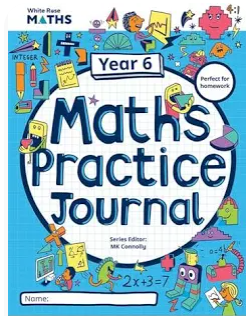 White Rose
MATHS
Year 6
Perfect for
homework
INTEGER
Maths
Practice
Journal
Series Editor:
MK Connolly
2x+3=7
Name: